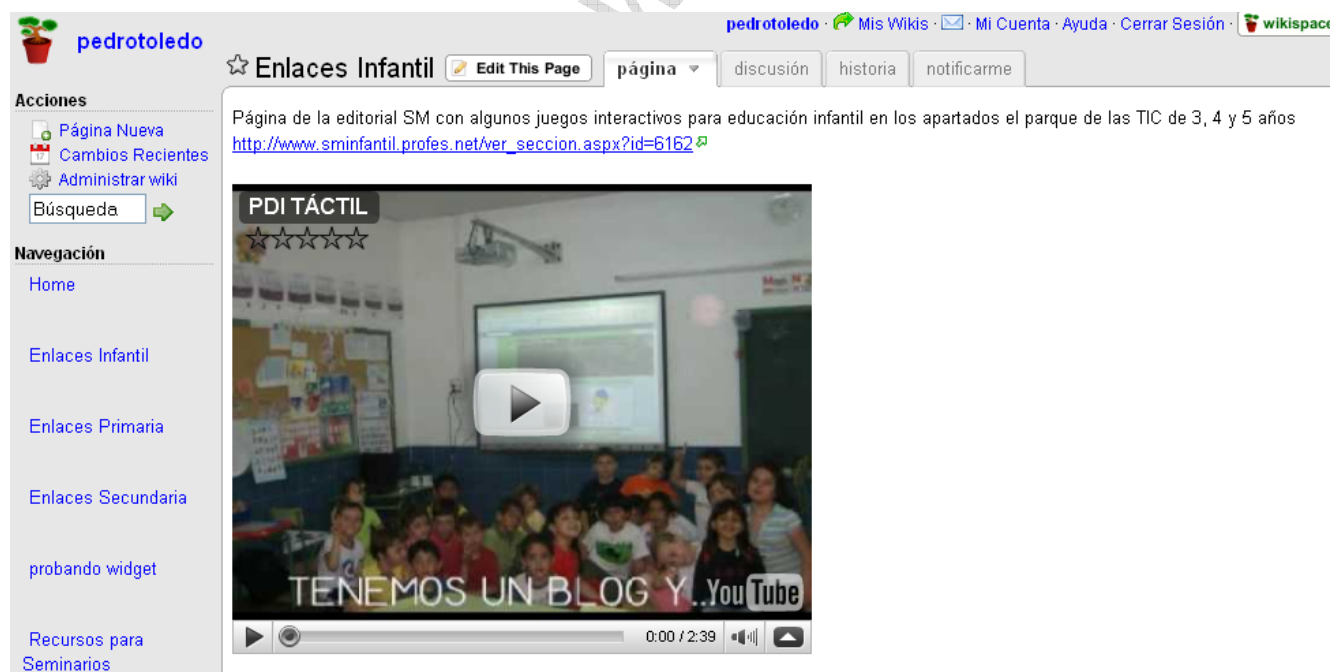 pedrotoledo · Mis Wikis · · Mi Cuenta · Ayuda · Cerrar Sesión · wikispace
pedrotoledo
Enlaces Infantil Edit This Page página discusión historia notificarme
Acciones
Página Nueva
Cambios Recientes
Administrar wiki
Búsqueda
Navegación
Home
Enlaces Infantil
Enlaces Primaria
Enlaces Secundaria
probando widget
Recursos para
Seminarios
Página de la editorial SM con algunos juegos interactivos para educación infantil en los apartados el parque de las TIC de 3, 4 y 5 años
http://www.sminfantil.profes.net/ver_seccion.aspx?id=6162
PDI TÁCTIL
TENEMOS UN BLOG Y... YouTube
0:00 / 2:39